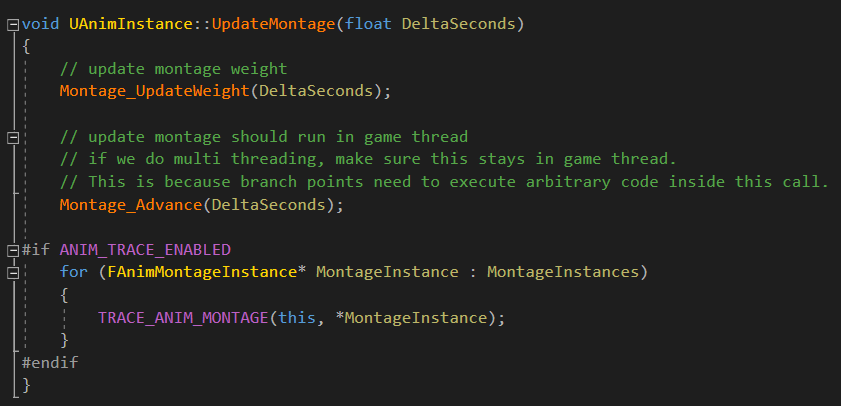 void UAnimInstance::UpdateMontage(float DeltaSeconds)
{
    // update montage weight
    Montage_UpdateWeight(DeltaSeconds);

    // update montage should run in game thread
    // if we do multi threading, make sure this stays in game thread.
    // This is because branch points need to execute arbitrary code inside this call.
    Montage_Advance(DeltaSeconds);

#if ANIM_TRACE_ENABLED
    for (FAnimMontageInstance* MontageInstance : MontageInstances)
    {
        TRACE_ANIM_MONTAGE(this, *MontageInstance);
    }
#endif
}